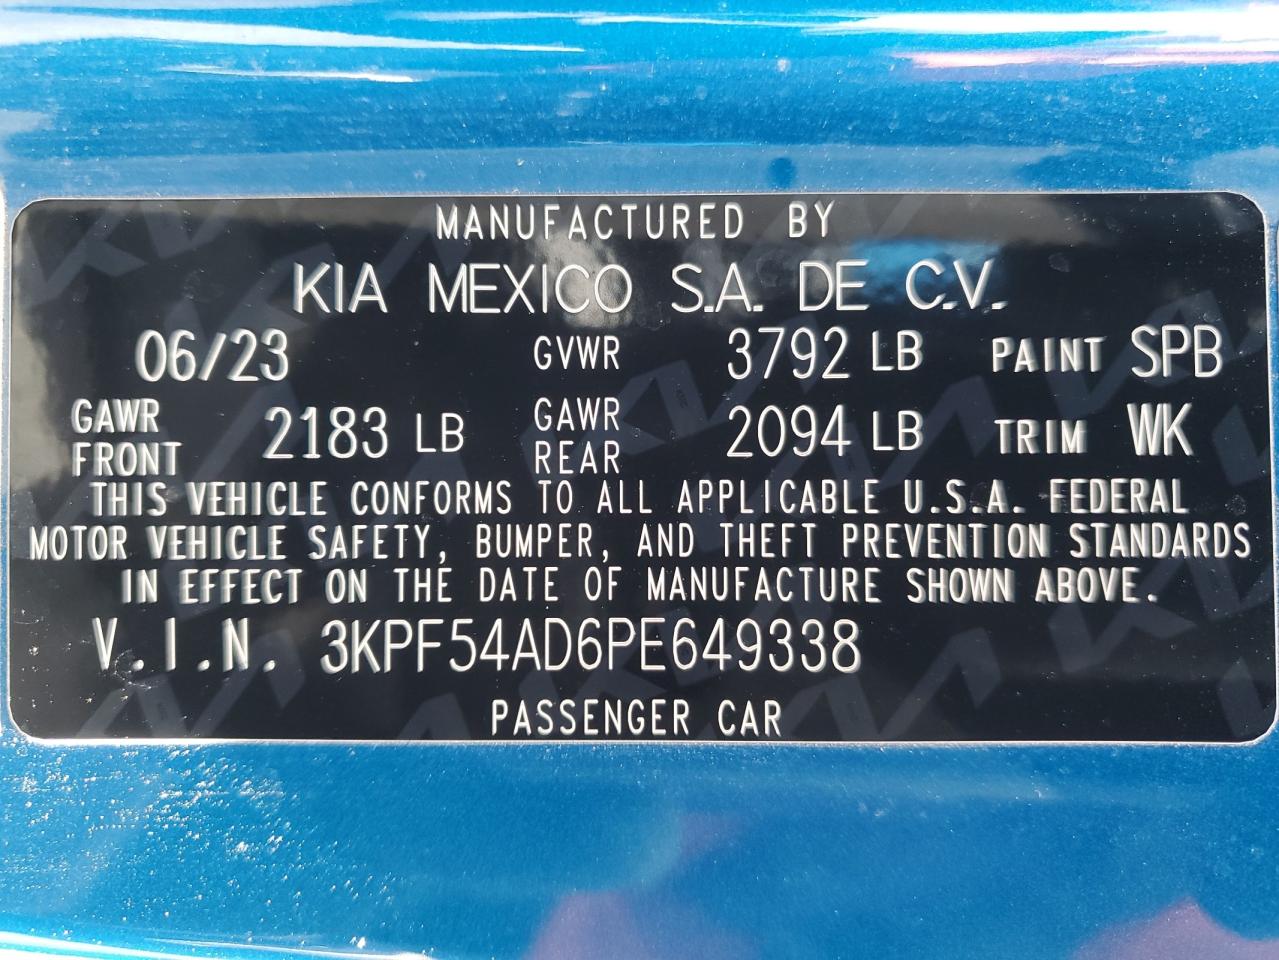 MANUFACTURED BY
KIA MEXICO S.A. DE C.V.
06/23 GVWR 3792 LB PAINT SPB
GAWR FRONT 2183 LB GAWR REAR 2094 LB TRIM WK
THIS VEHICLE CONFORMS TO ALL APPLICABLE U.S.A. FEDERAL
MOTOR VEHICLE SAFETY, BUMPER, AND THEFT PREVENTION STANDARDS
IN EFFECT ON THE DATE OF MANUFACTURE SHOWN ABOVE.
V.I.N. 3KPF54AD6PE649338
PASSENGER CAR